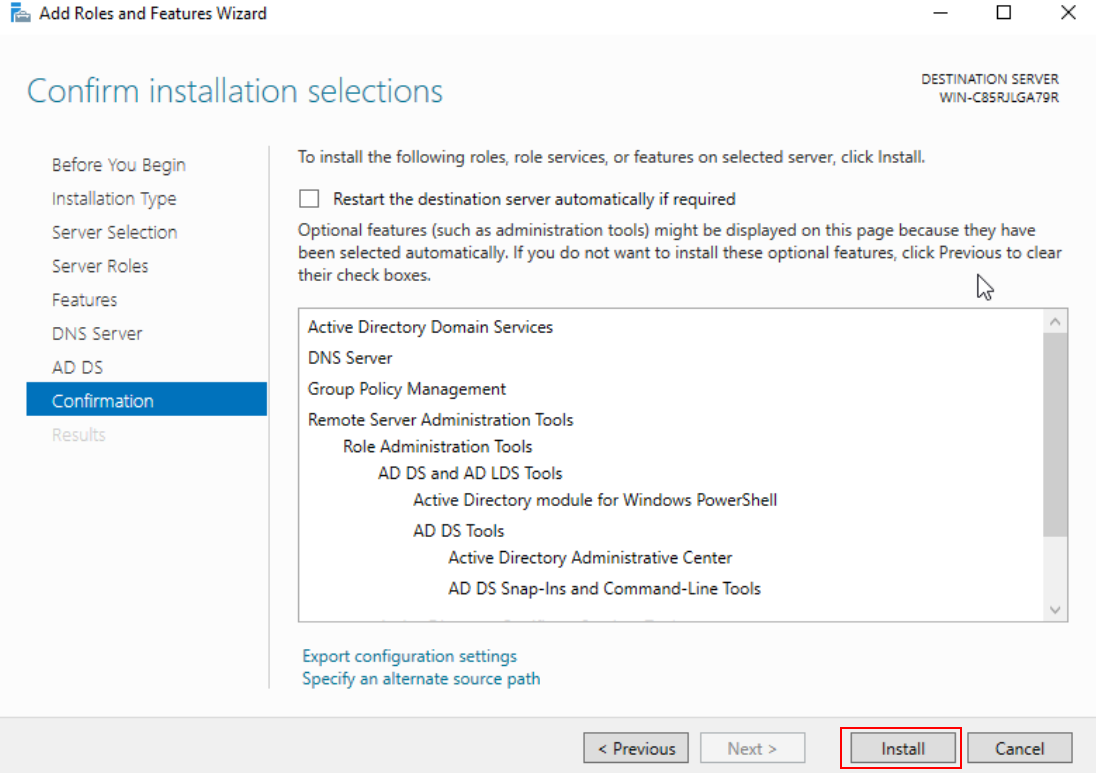 Add Roles and Features Wizard
Confirm installation selections
DESTINATION SERVER
WIN-C85RJLGA79R
Before You Begin
Installation Type
Server Selection
Server Roles
Features
DNS Server
AD DS
Confirmation
Results
To install the following roles, role services, or features on selected server, click Install.
Restart the destination server automatically if required
Optional features (such as administration tools) might be displayed on this page because they have
been selected automatically. If you do not want to install these optional features, click Previous to clear
their check boxes.
Active Directory Domain Services
DNS Server
Group Policy Management
Remote Server Administration Tools
Role Administration Tools
AD DS and AD LDS Tools
Active Directory module for Windows PowerShell
AD DS Tools
Active Directory Administrative Center
AD DS Snap-Ins and Command-Line Tools
Export configuration settings
Specify an alternate source path
< Previous
Next >
Install
Cancel